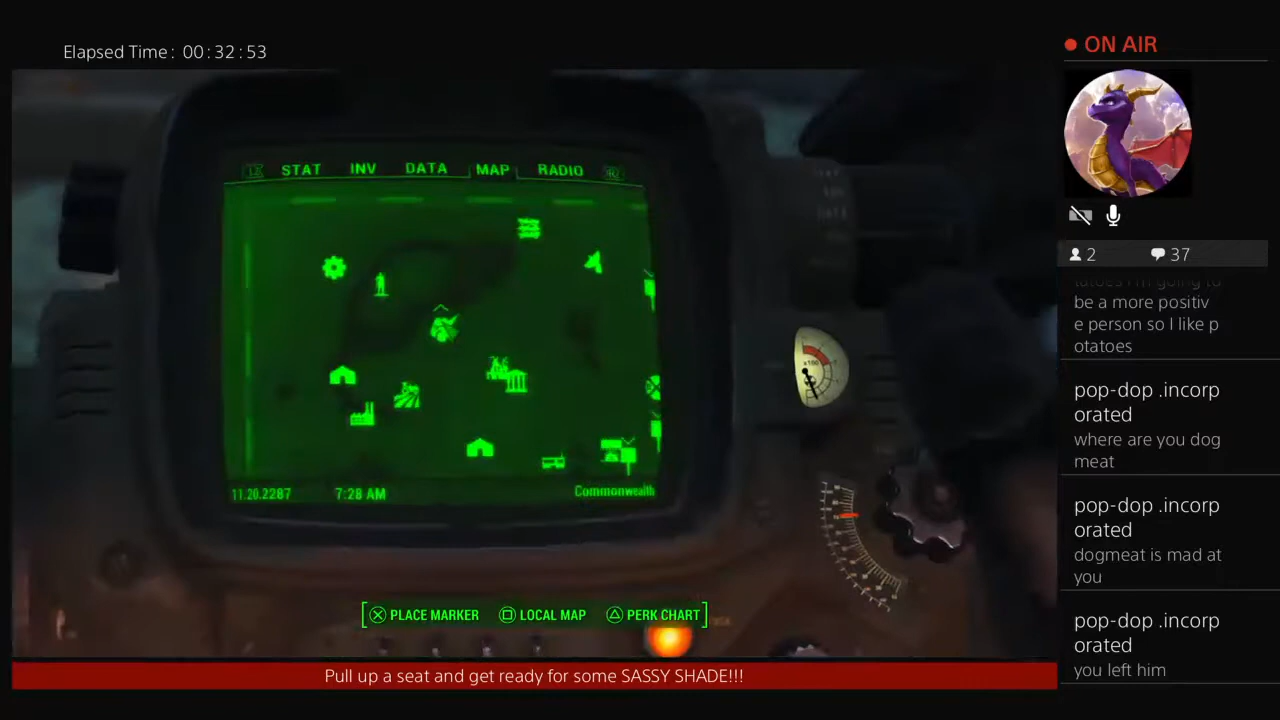 Elapsed Time: 00:32:53
ON AIR
STAT INV DATA MAP RADIO
2 37
be a more positiv
e person so I like p
otatoes
pop-dop .incorp
orated
where are you dog
meat
pop-dop .incorp
orated
dogmeat is mad at
you
pop-dop .incorp
orated
you left him
11.20.2287 7:28 AM Commonwealth
PLACE MARKER LOCAL MAP PERK CHART
Pull up a seat and get ready for some SASSY SHADE!!!